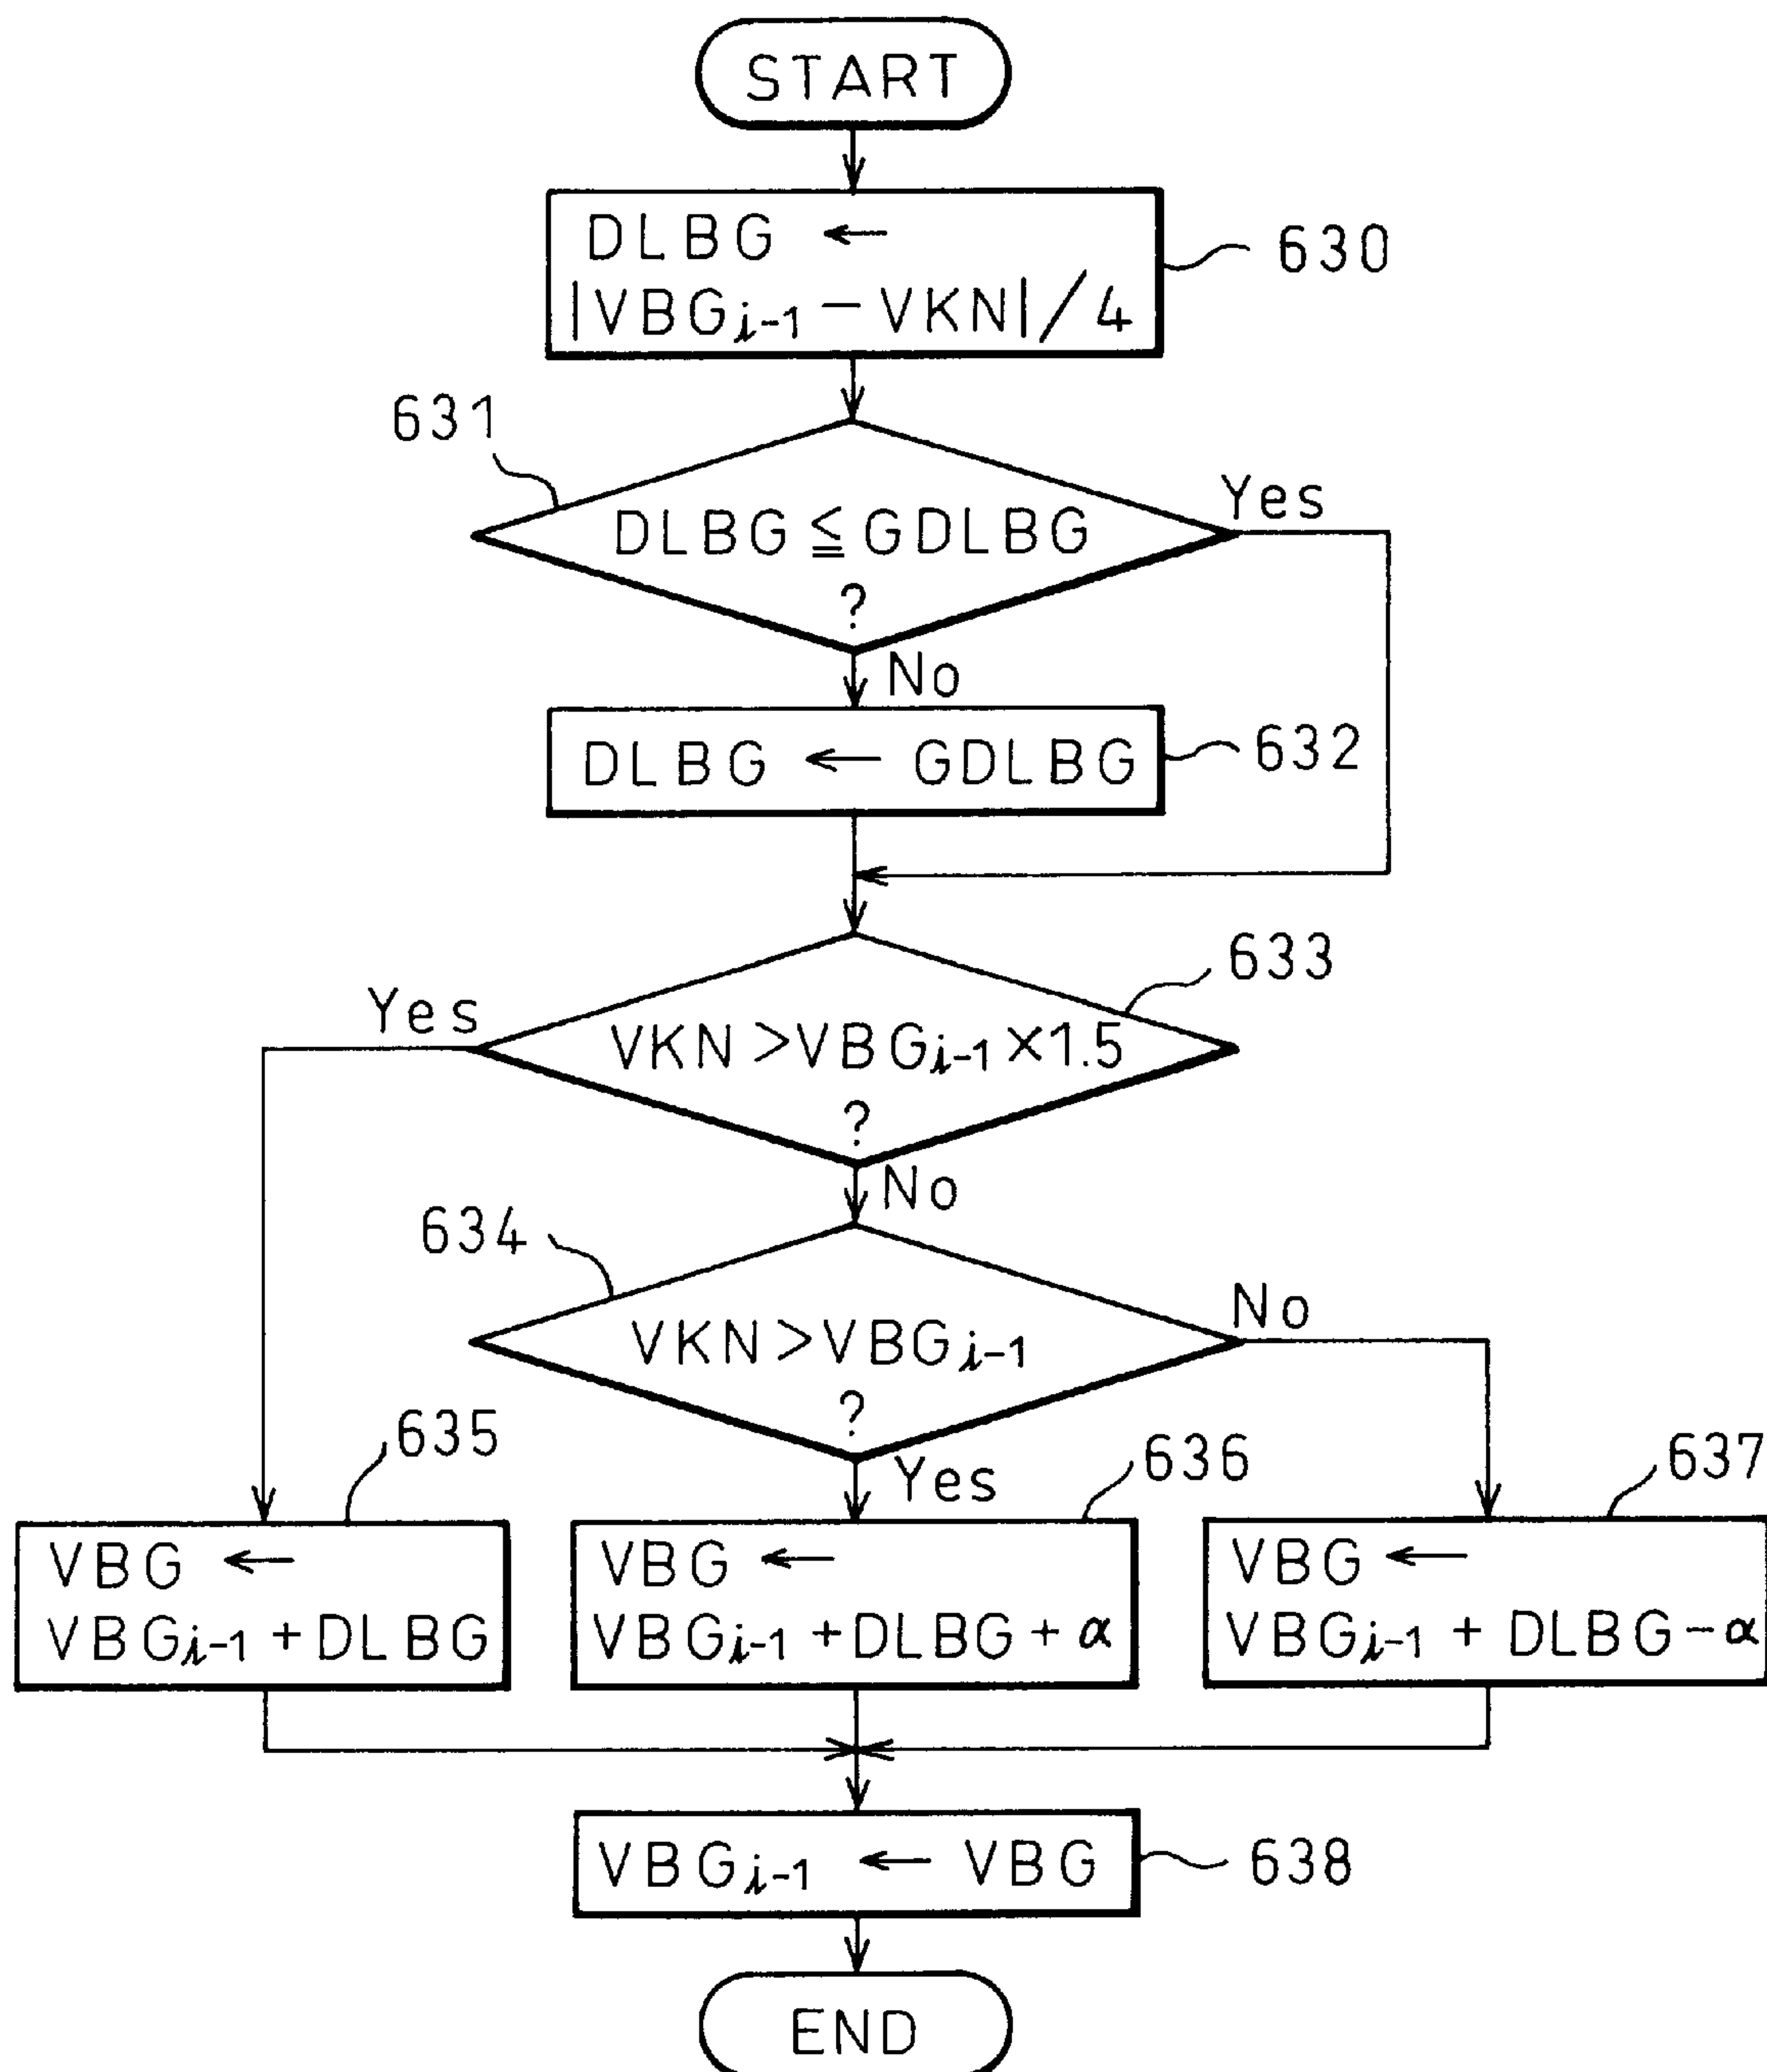 START
DLBG ←
|VBGi-1 − VKN|/4
630
631
DLBG ≦ GDLBG
?
Yes
No
DLBG ← GDLBG
632
633
VKN > VBGi-1 × 1.5
?
Yes
No
634
VKN > VBGi-1
?
No
Yes
635
VBG ←
VBGi-1 + DLBG
636
VBG ←
VBGi-1 + DLBG + α
637
VBG ←
VBGi-1 + DLBG − α
VBGi-1 ← VBG
638
END